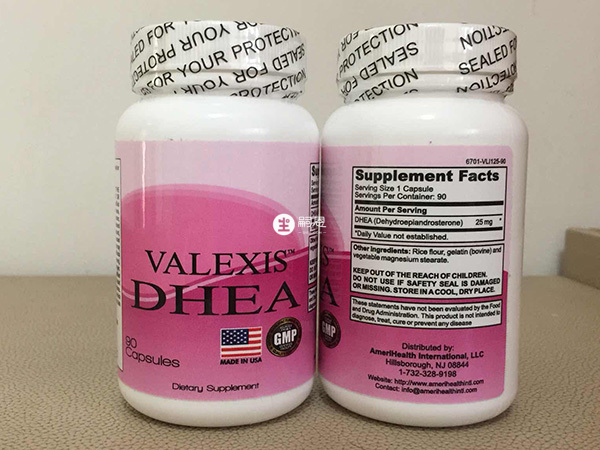 SEALED FOR YOUR PROTECTION
FOR YOUR PROTECTION
VALEXIS™
DHEA
90
Capsules
MADE IN USA
GMP
Dietary Supplement
6701-VLI125-90
Supplement Facts
Serving Size 1 Capsule
Servings Per Container: 90
Amount Per Serving
DHEA (Dehydroepiandrosterone) 25 mg *
*Daily Value not established.
Other ingredients: Rice flour, gelatin (bovine) and
vegetable magnesium stearate.
KEEP OUT OF THE REACH OF CHILDREN.
DO NOT USE IF SAFETY SEAL IS DAMAGED
OR MISSING. STORE IN A COOL, DRY PLACE.
These statements have not been evaluated by the Food
and Drug Administration. This product is not intended to
diagnose, treat, cure or prevent any disease
Distributed by:
AmeriHealth International, LLC
Hillsborough, NJ 08844
1-732-328-9198
Website: http://www.amerihealthintl.com
Contact: info@amerihealthintl.com
A
GMP
PROTECTION
SEALED FOR